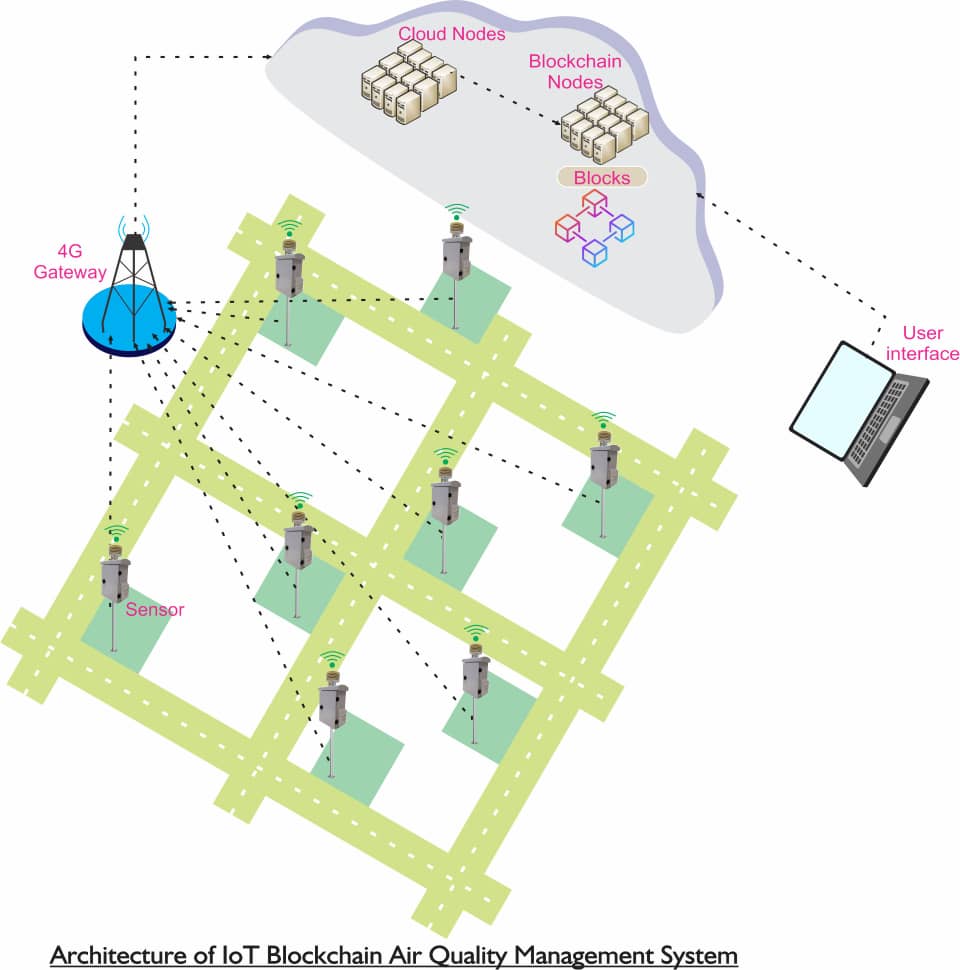 Cloud Nodes
Blockchain
Nodes
Blocks
4G
Gateway
User
interface
Sensor
Architecture of IoT Blockchain Air Quality Management System